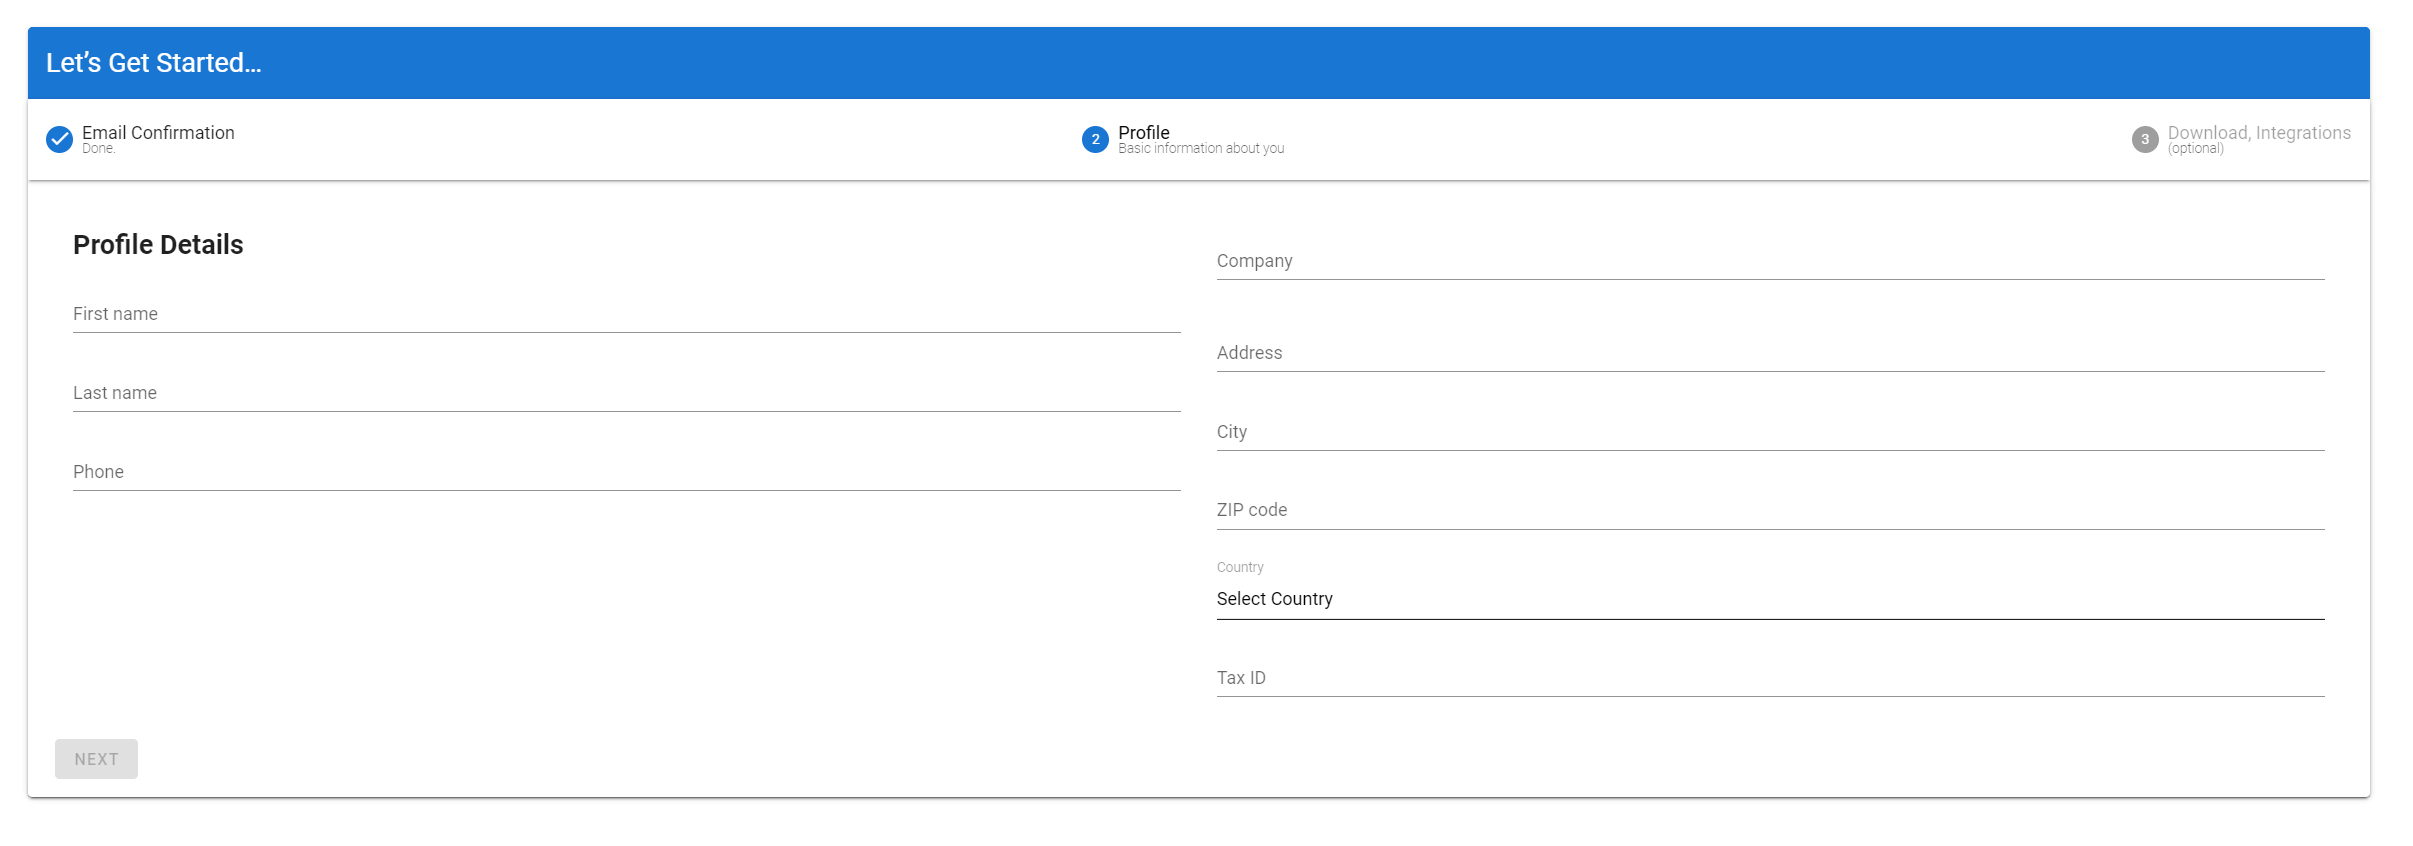 Let’s Get Started...
Email Confirmation
Done.
2
Profile
Basic information about you
3
Download, Integrations
(optional)
Profile Details
First name
Last name
Phone
Company
Address
City
ZIP code
Country
Select Country
Tax ID
NEXT